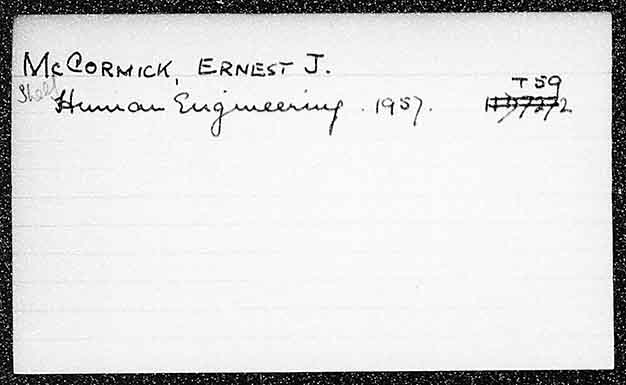 McCORMICK, ERNEST J.
T59
Shelf
Human Engineering. 1957.